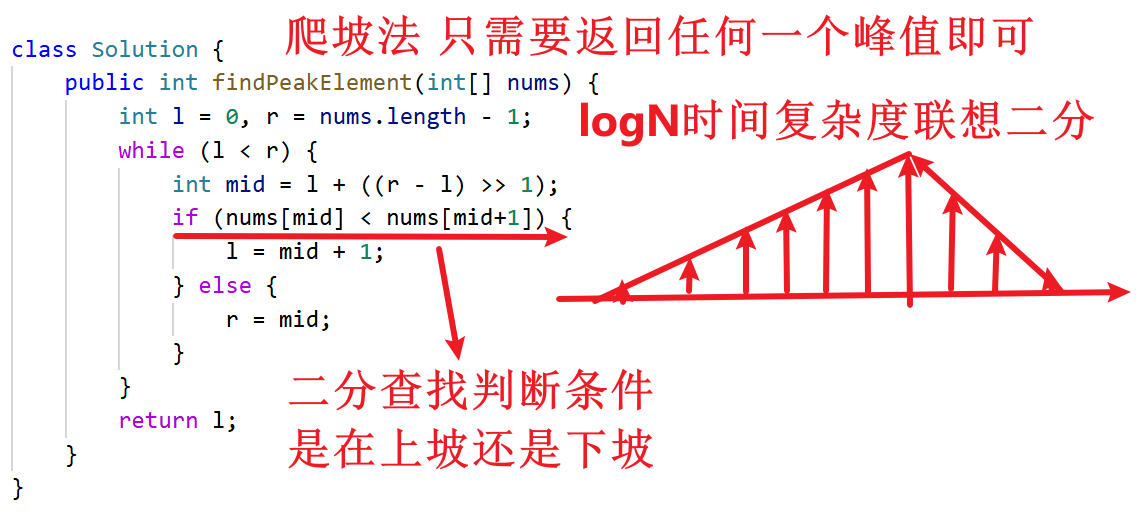 爬坡法 只需要返回任何一个峰值即可
class Solution {
public int findPeakElement(int[] nums) {
int l = 0, r = nums.length - 1;
logN时间复杂度联想二分
while (l < r) {
int mid = l + ((r - l) >> 1);
if (nums[mid] < nums[mid+1]) {
l = mid + 1;
} else {
r = mid;
}
二分查找判断条件
是在上坡还是下坡
}
return l;
}
}